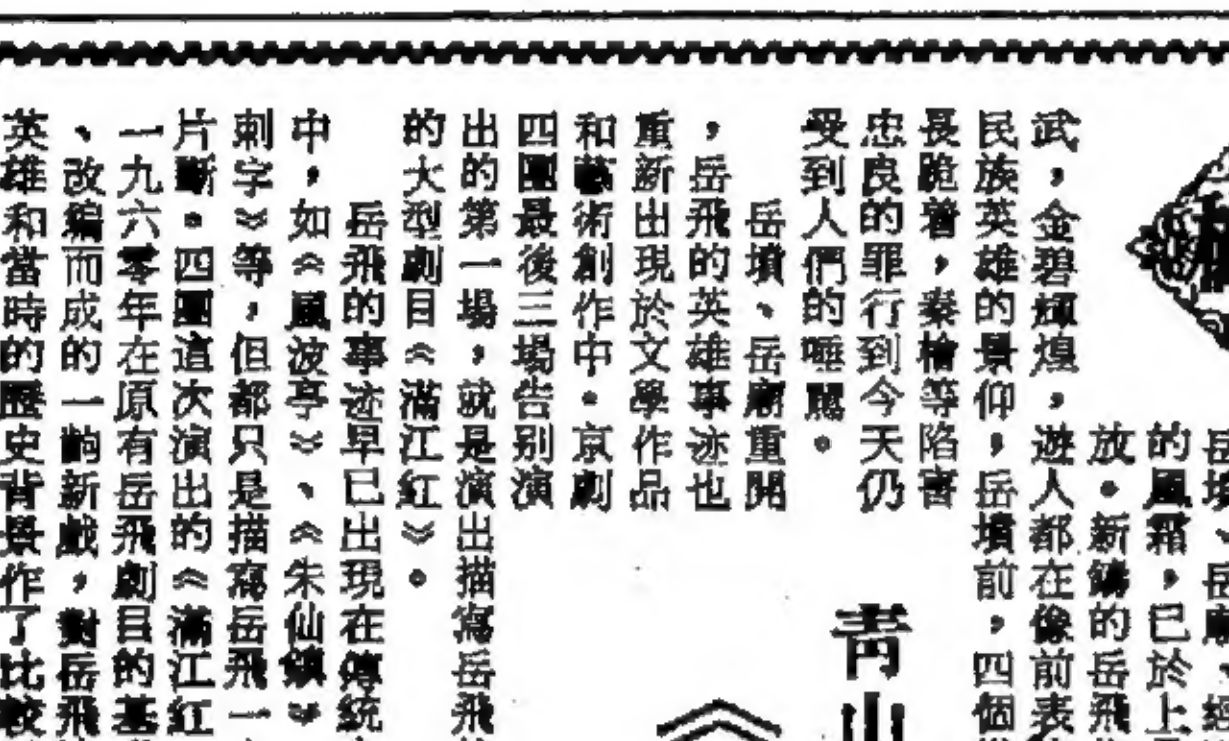 岳墳、岳廟，經
的風霜，已於上
放。新鑄的岳飛
武，金碧輝煌，遊人都在像前表
民族英雄的景仰，岳墳前，四個
長跪着，秦檜等陷害
忠良的罪行到今天仍
受到人們的唾罵。
青山
岳墳、岳廟重開
，岳飛的英雄事迹也
重新出現於文學作品
和藝術創作中。京劇
四團最後三場告別演
出的第一場，就是演出描寫岳飛
的大型劇目《滿江紅》。
岳飛的事迹早已出現在傳統
中，如《風波亭》、《朱仙鎮》
刺字》等，但都只是描寫岳飛一
片斷。四團這次演出的《滿江紅
一九六零年在原有岳飛劇目的基
、改編而成的一齣新戲，對岳飛
英雄和當時的歷史背景作了比較